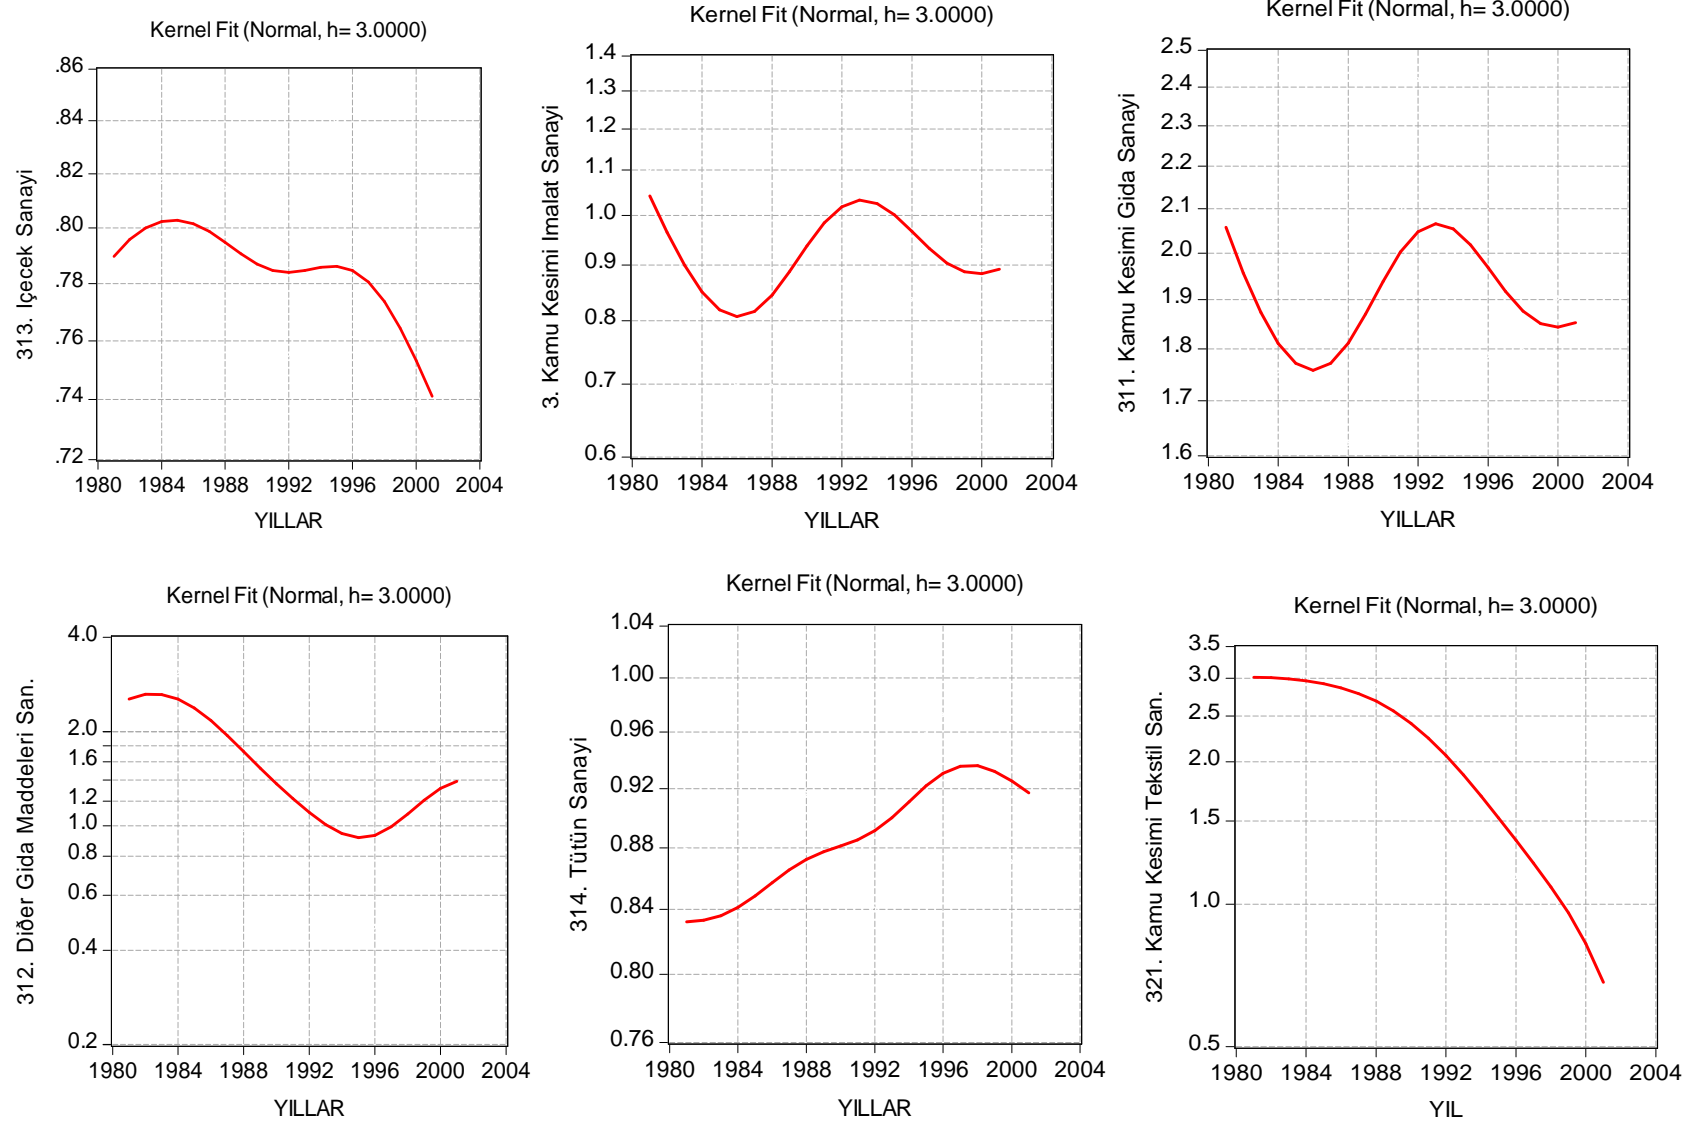 Kernel Fit (Normal, h= 3.0000)
313. Içecek Sanayi
.86
.84
.82
.80
.78
.76
.74
.72
1980 1984 1988 1992 1996 2000 2004
YILLAR
Kernel Fit (Normal, h= 3.0000)
3. Kamu Kesimi Imalat Sanayi
1.4
1.3
1.2
1.1
1.0
0.9
0.8
0.7
0.6
1980 1984 1988 1992 1996 2000 2004
YILLAR
Kernel Fit (Normal, h= 3.0000)
311. Kamu Kesimi Gida Sanayi
2.5
2.4
2.3
2.2
2.1
2.0
1.9
1.8
1.7
1.6
1980 1984 1988 1992 1996 2000 2004
YILLAR
Kernel Fit (Normal, h= 3.0000)
312. Diðer Gida Maddeleri San.
4.0
2.0
1.6
1.2
1.0
0.8
0.6
0.4
0.2
1980 1984 1988 1992 1996 2000 2004
YILLAR
Kernel Fit (Normal, h= 3.0000)
314. Tütün Sanayi
1.04
1.00
0.96
0.92
0.88
0.84
0.80
0.76
1980 1984 1988 1992 1996 2000 2004
YILLAR
Kernel Fit (Normal, h= 3.0000)
321. Kamu Kesimi Tekstil San.
3.5
3.0
2.5
2.0
1.5
1.0
0.5
1980 1984 1988 1992 1996 2000 2004
YIL